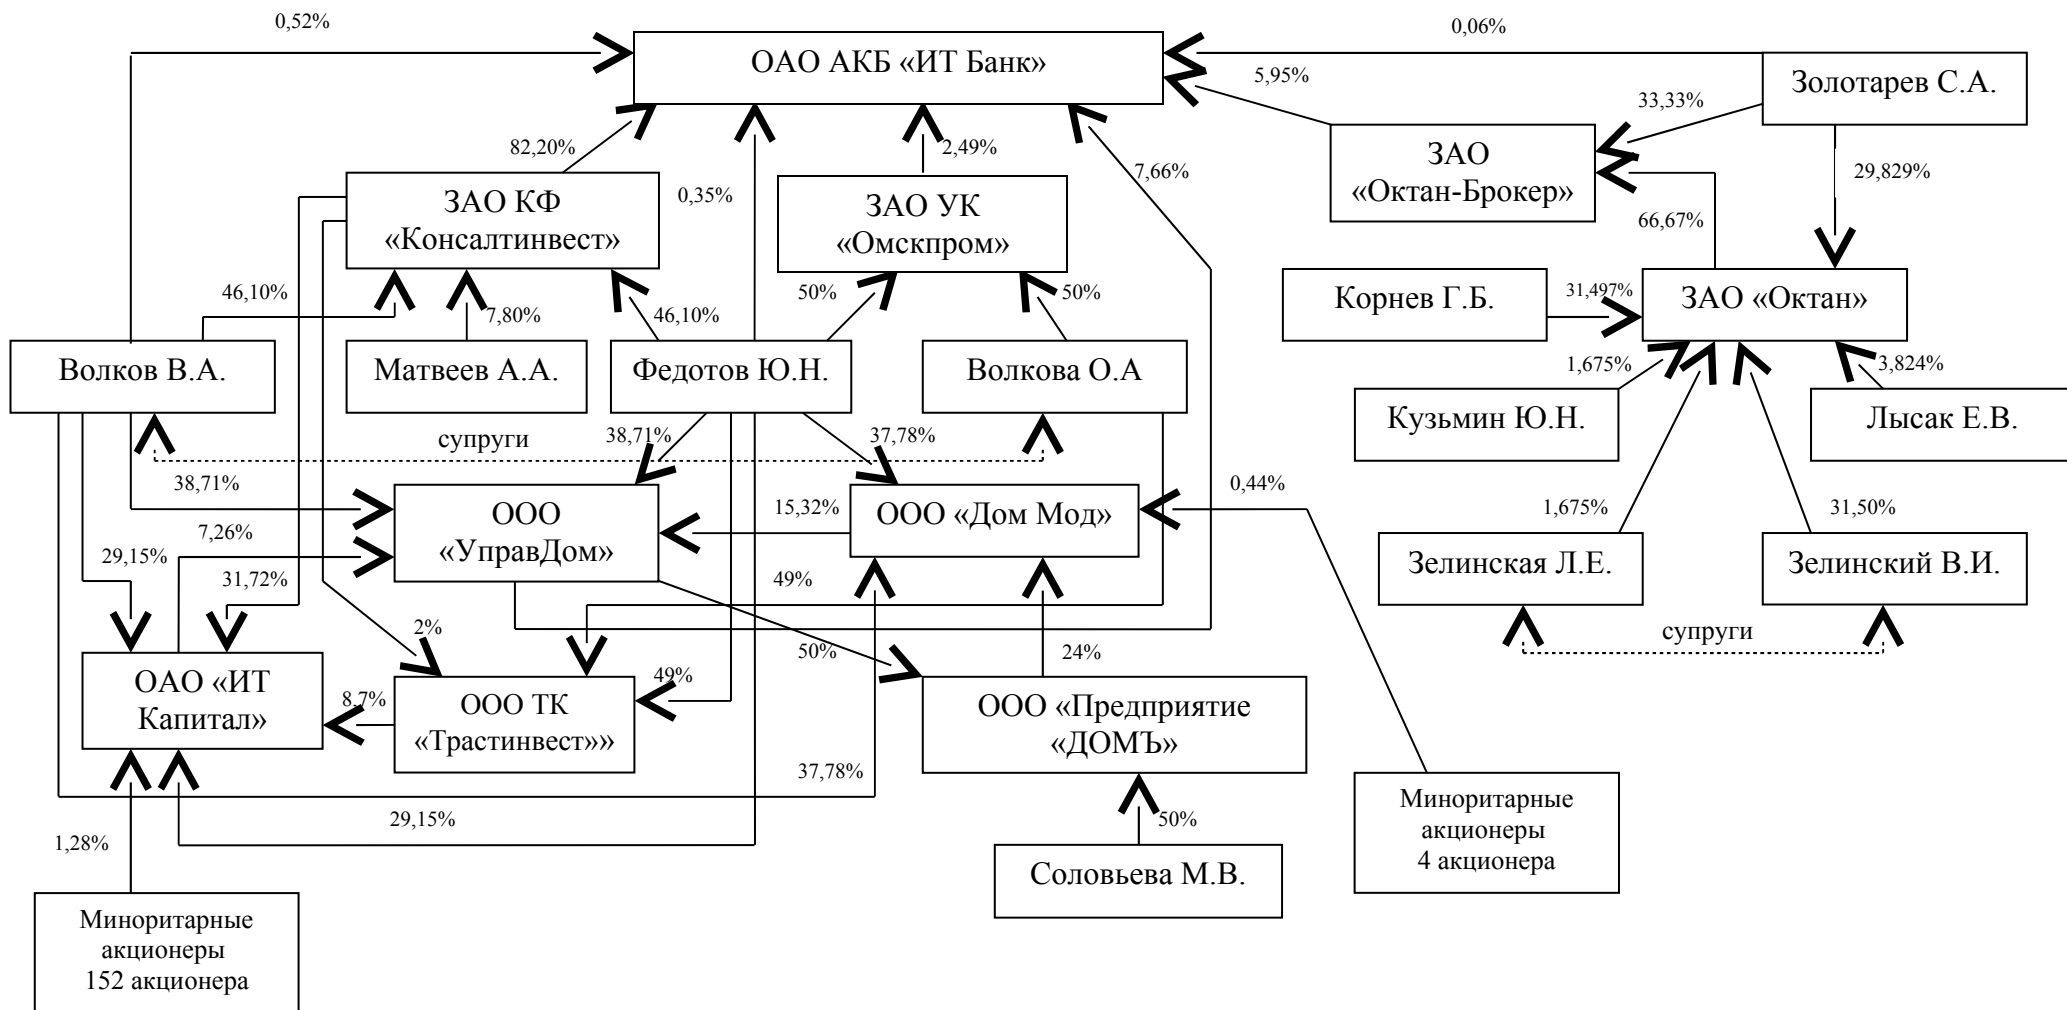 0,52%
0,06%
ОАО АКБ «ИТ Банк»
5,95%
Золотарев С.А.
33,33%
82,20%
2,49%
7,66%
ЗАО
«Октан-Брокер»
29,829%
0,35%
ЗАО КФ
«Консалтинвест»
ЗАО УК
«Омскпром»
66,67%
46,10%
7,80%
46,10%
50%
50%
Корнев Г.Б.
31,497%
ЗАО «Октан»
Волков В.А.
Матвеев А.А.
Федотов Ю.Н.
Волкова О.А
1,675%
3,824%
Кузьмин Ю.Н.
Лысак Е.В.
супруги
38,71%
37,78%
38,71%
0,44%
7,26%
ООО
«УправДом»
15,32%
ООО «Дом Мод»
1,675%
31,50%
29,15%
31,72%
49%
Зелинская Л.Е.
Зелинский В.И.
2%
50%
24%
супруги
ОАО «ИТ
Капитал»
8,7%
ООО ТК
«Трастинвест»»
49%
ООО «Предприятие
«ДОМЪ»
37,78%
29,15%
50%
Миноритарные
акционеры
4 акционера
1,28%
Соловьева М.В.
Миноритарные
акционеры
152 акционера